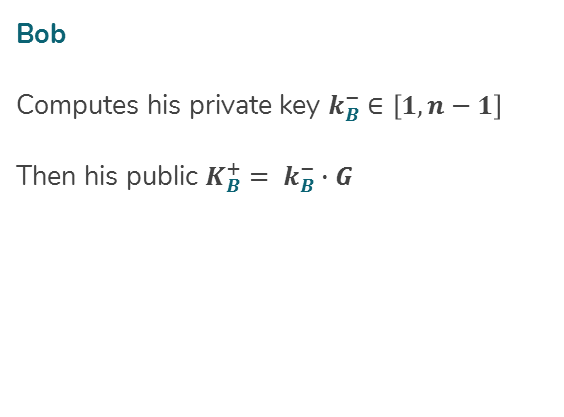 Bob
Computes his private key k_B^− ∈ [1, n − 1]
Then his public K_B^+ = k_B^− · G